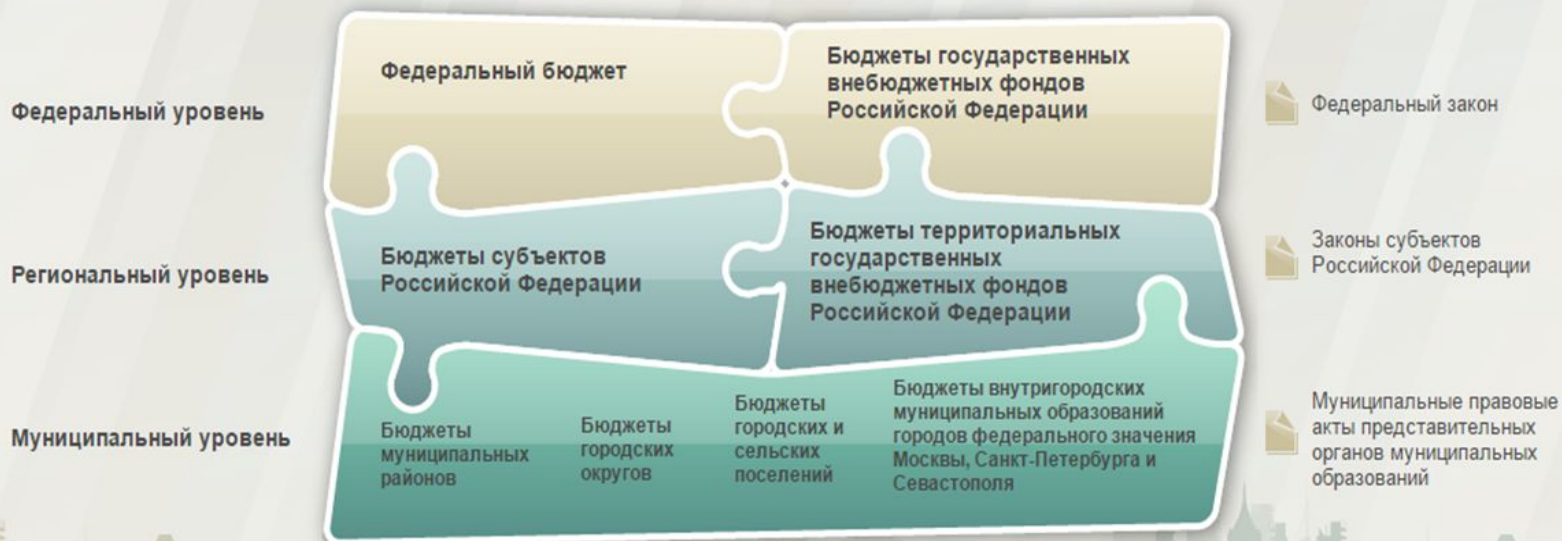 Федеральный уровень
Федеральный бюджет
Бюджеты государственных
внебюджетных фондов
Российской Федерации
Федеральный закон
Региональный уровень
Бюджеты субъектов
Российской Федерации
Бюджеты территориальных
государственных
внебюджетных фондов
Российской Федерации
Законы субъектов
Российской Федерации
Муниципальный уровень
Бюджеты
муниципальных
районов
Бюджеты
городских
округов
Бюджеты
городских и
сельских
поселений
Бюджеты внутригородских
муниципальных образований
городов федерального значения
Москвы, Санкт-Петербурга и
Севастополя
Муниципальные правовые
акты представительных
органов муниципальных
образований